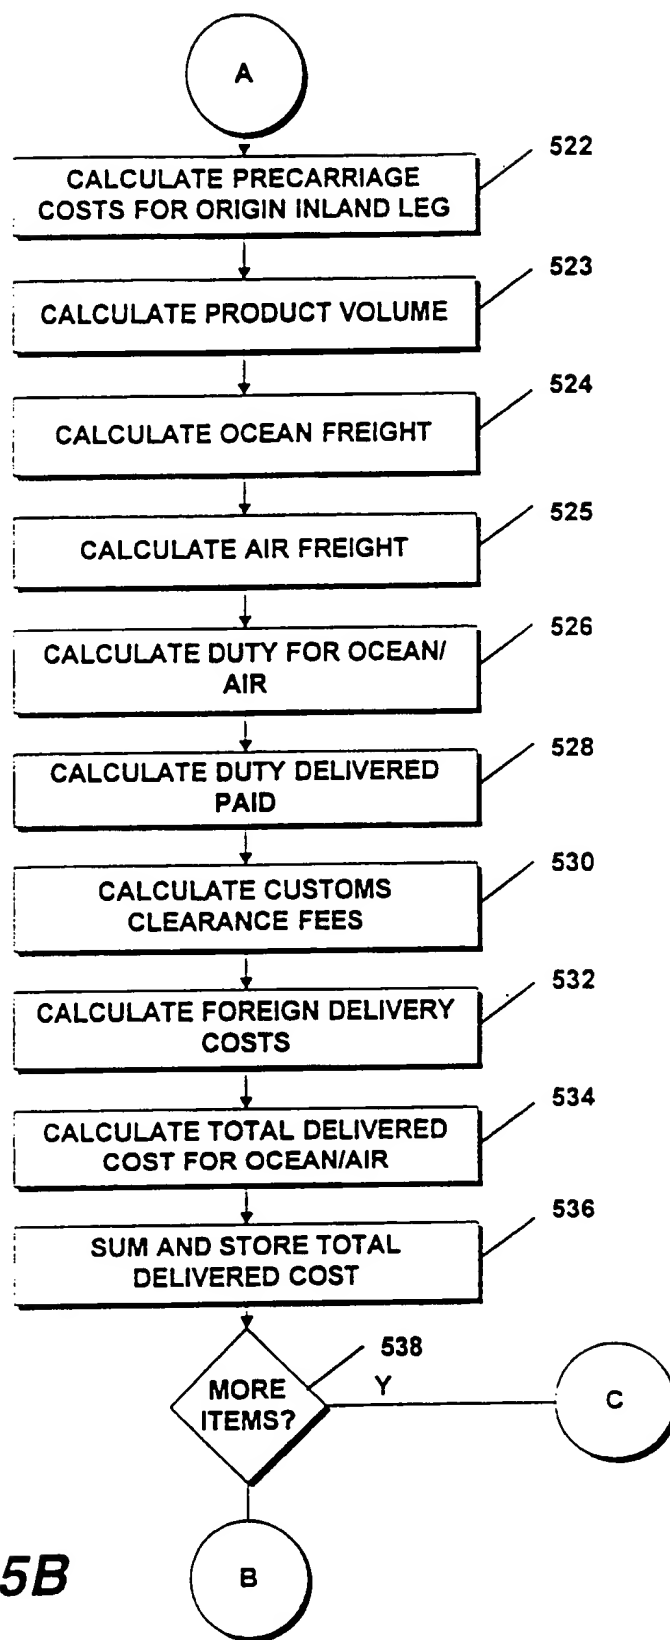 A
522
CALCULATE PRECARRIAGE
COSTS FOR ORIGIN INLAND LEG
523
CALCULATE PRODUCT VOLUME
524
CALCULATE OCEAN FREIGHT
525
CALCULATE AIR FREIGHT
526
CALCULATE DUTY FOR OCEAN/
AIR
528
CALCULATE DUTY DELIVERED
PAID
530
CALCULATE CUSTOMS
CLEARANCE FEES
532
CALCULATE FOREIGN DELIVERY
COSTS
534
CALCULATE TOTAL DELIVERED
COST FOR OCEAN/AIR
536
SUM AND STORE TOTAL
DELIVERED COST
538
MORE
ITEMS?
Y
C
B
5B